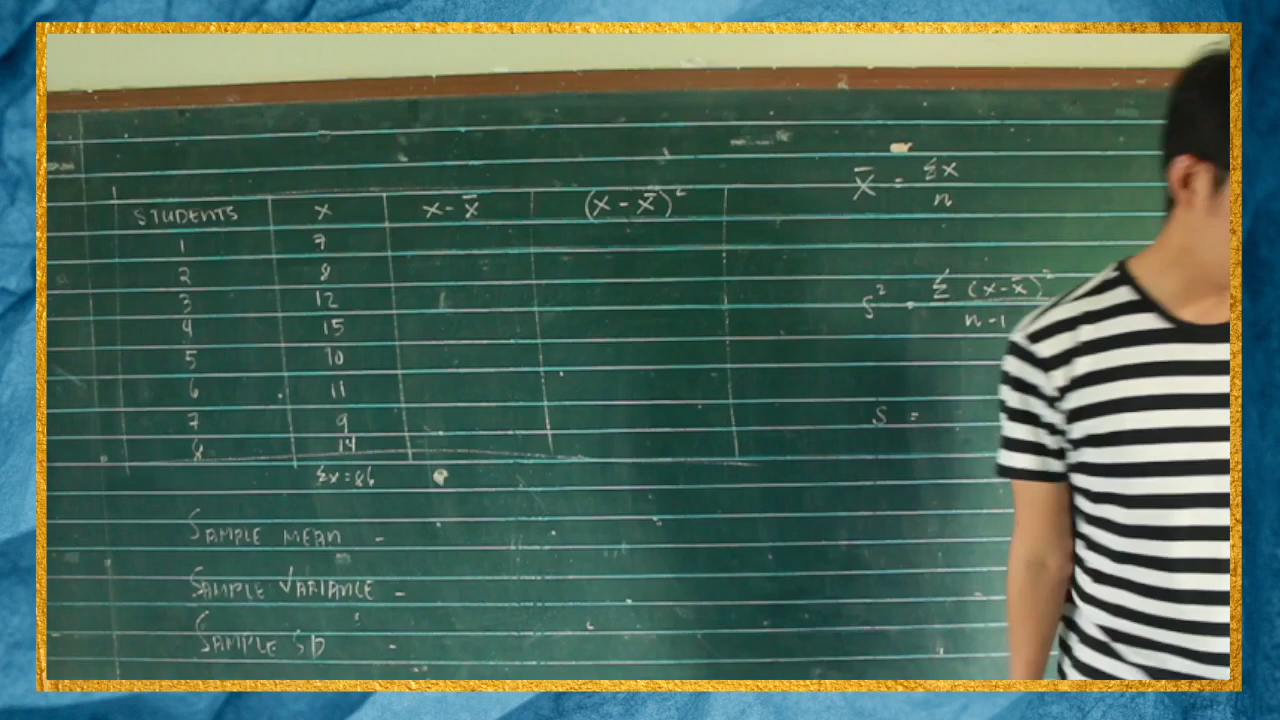 STUDENTS X X - X̄ (X - X̄)²
1 7
2 8
3 12
4 15
5 10
6 11
7 9
8 14
Σx = 86
SAMPLE MEAN -
SAMPLE VARIANCE -
SAMPLE SD -
X̄ = Σx / n
S² = Σ (x - x̄)² / n - 1
S =